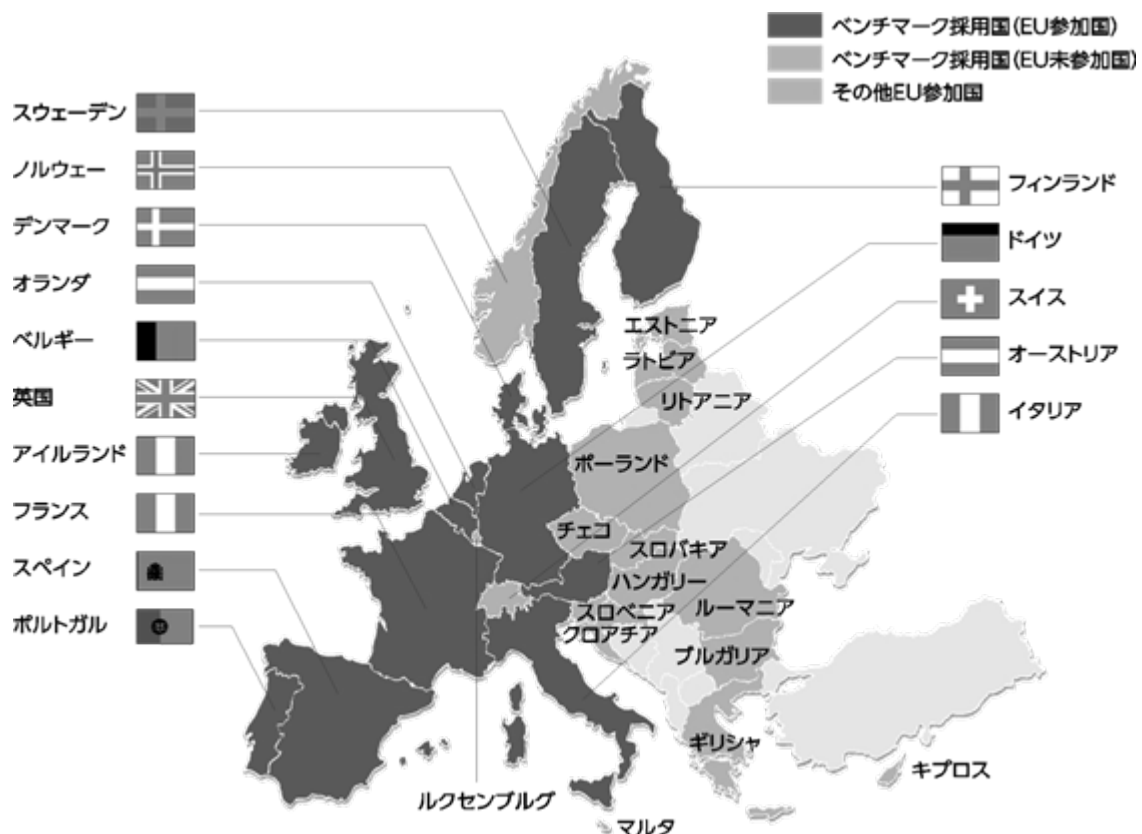 ベンチマーク採用国(EU参加国)
ベンチマーク採用国(EU未参加国)
その他EU参加国
スウェーデン
ノルウェー
デンマーク
オランダ
ベルギー
英国
アイルランド
フランス
スペイン
ポルトガル
フィンランド
ドイツ
スイス
オーストリア
イタリア
エストニア
ラトビア
リトアニア
ポーランド
チェコ
スロバキア
ハンガリー
スロベニア
ルーマニア
クロアチア
ブルガリア
ギリシャ
キプロス
ルクセンブルグ
マルタ